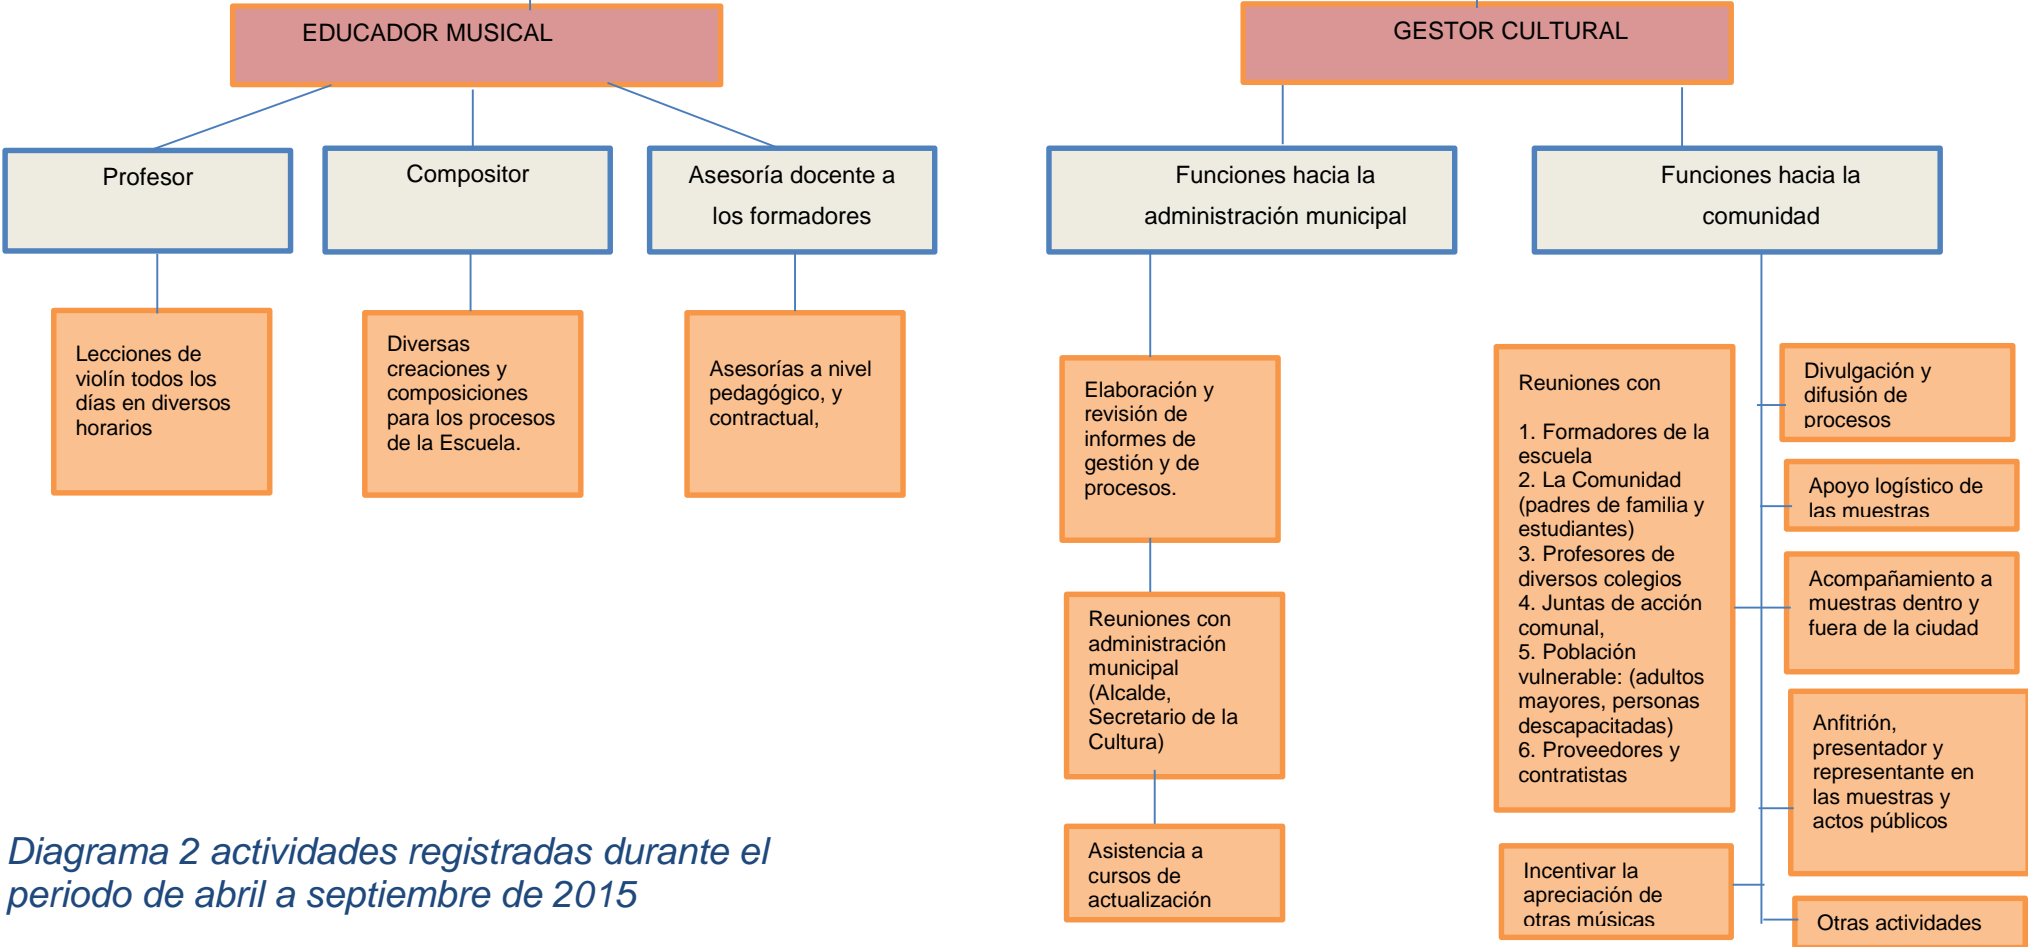 EDUCADOR MUSICAL
GESTOR CULTURAL
Profesor
Compositor
Asesoría docente a
los formadores
Funciones hacia la
administración municipal
Funciones hacia la
comunidad
Lecciones de
violín todos los
días en diversos
horarios
Diversas
creaciones y
composiciones
para los procesos
de la Escuela.
Asesorías a nivel
pedagógico, y
contractual,
Elaboración y
revisión de
informes de
gestión y de
procesos.
Reuniones con
administración
municipal
(Alcalde,
Secretario de la
Cultura)
Asistencia a
cursos de
actualización
Reuniones con
1. Formadores de la
escuela
2. La Comunidad
(padres de familia y
estudiantes)
3. Profesores de
diversos colegios
4. Juntas de acción
comunal,
5. Población
vulnerable: (adultos
mayores, personas
descapacitadas)
6. Proveedores y
contratistas
Incentivar la
apreciación de
otras músicas
Divulgación y
difusión de
procesos
Apoyo logístico de
las muestras
Acompañamiento a
muestras dentro y
fuera de la ciudad
Anfitrión,
presentador y
representante en
las muestras y
actos públicos
Otras actividades
Diagrama 2 actividades registradas durante el
periodo de abril a septiembre de 2015